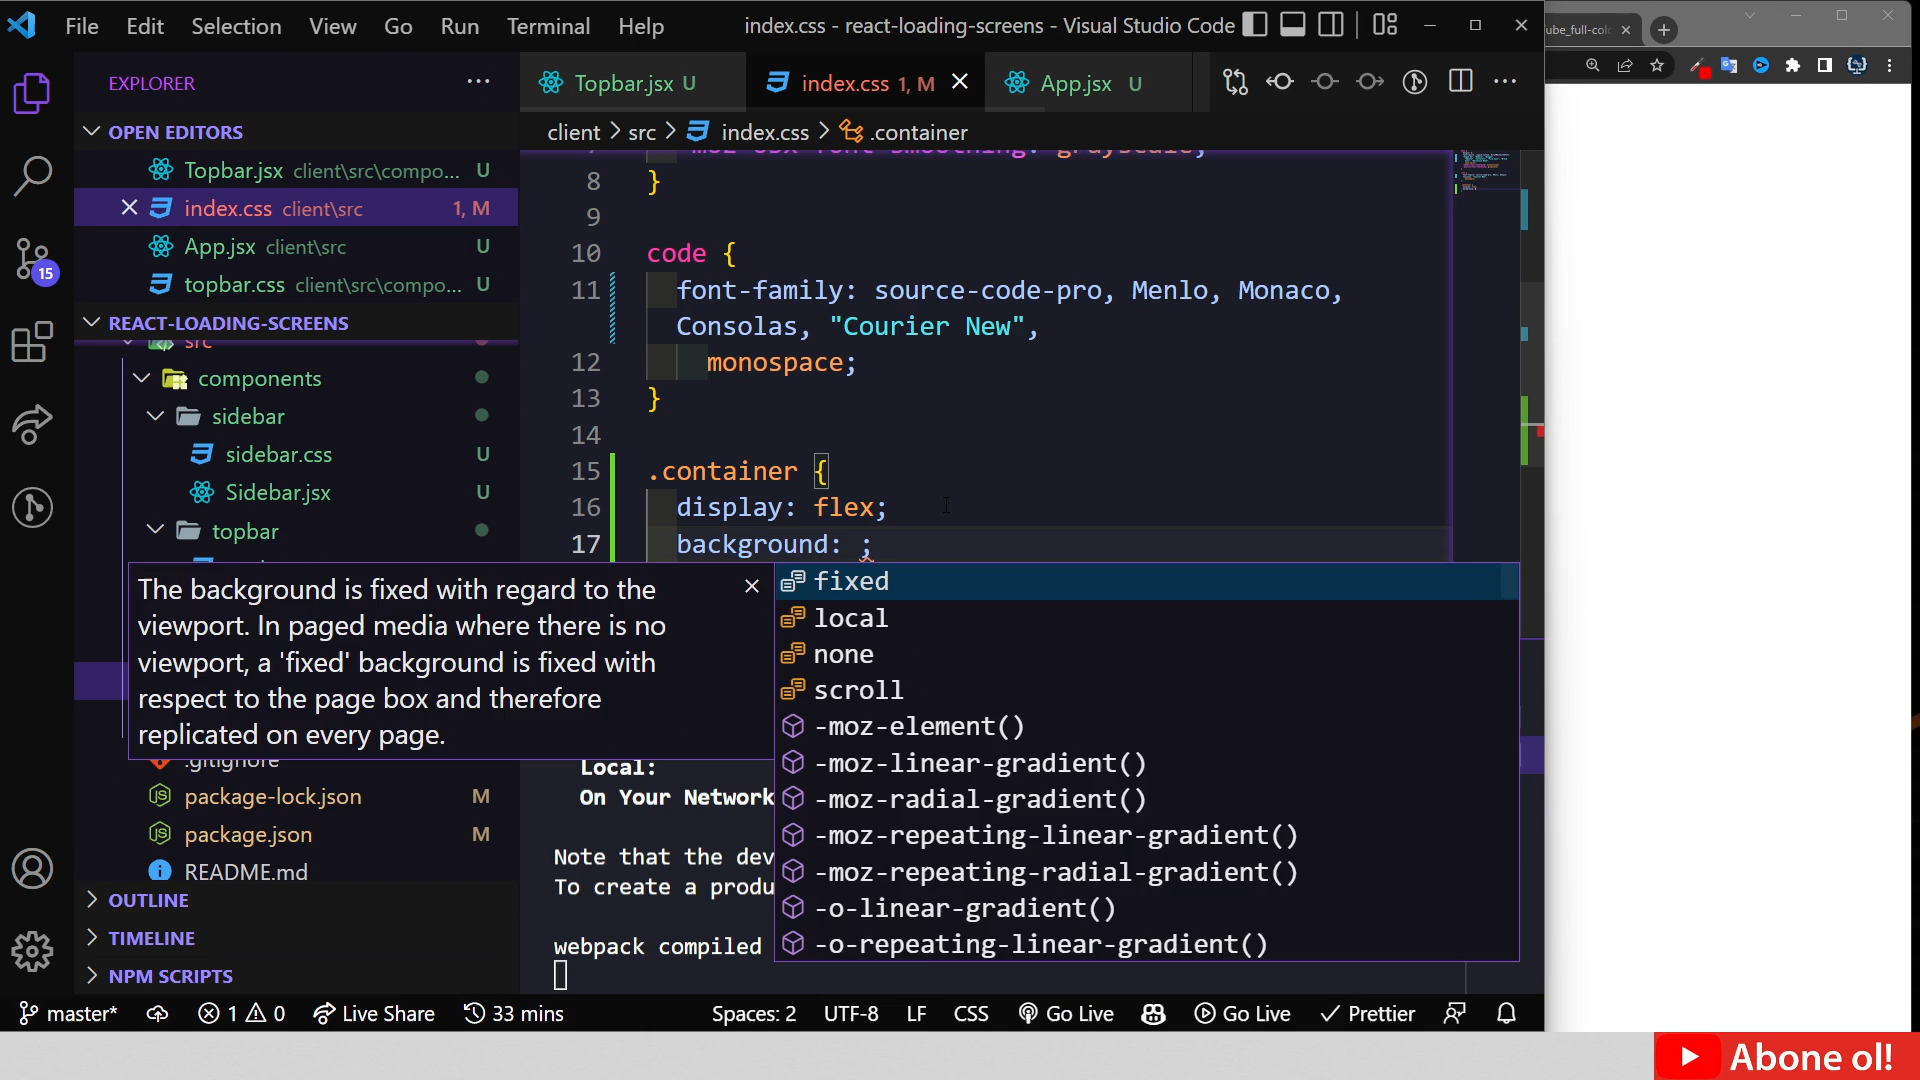 File Edit Selection View Go Run Terminal Help
index.css - react-loading-screens - Visual Studio Code
EXPLORER
OPEN EDITORS
Topbar.jsx client\src\compo... U
index.css client\src 1, M
App.jsx client\src U
topbar.css client\src\compo... U
REACT-LOADING-SCREENS
src
components
sidebar
sidebar.css U
Sidebar.jsx U
topbar
.gitignore
package-lock.json M
package.json M
README.md
OUTLINE
TIMELINE
NPM SCRIPTS
15
Topbar.jsx U
index.css 1, M
App.jsx U
client > src > index.css > .container
8 }
9
10 code {
11 font-family: source-code-pro, Menlo, Monaco,
Consolas, "Courier New",
12 monospace;
13 }
14
15 .container {
16 display: flex;
17 background: ;
The background is fixed with regard to the
viewport. In paged media where there is no
viewport, a 'fixed' background is fixed with
respect to the page box and therefore
replicated on every page.
fixed
local
none
scroll
-moz-element()
-moz-linear-gradient()
-moz-radial-gradient()
-moz-repeating-linear-gradient()
-moz-repeating-radial-gradient()
-o-linear-gradient()
-o-repeating-linear-gradient()
Local:
On Your Network
Note that the dev
To create a produ
webpack compiled
master* 1 0 Live Share 33 mins
Spaces: 2 UTF-8 LF CSS Go Live Go Live Prettier
Abone ol!